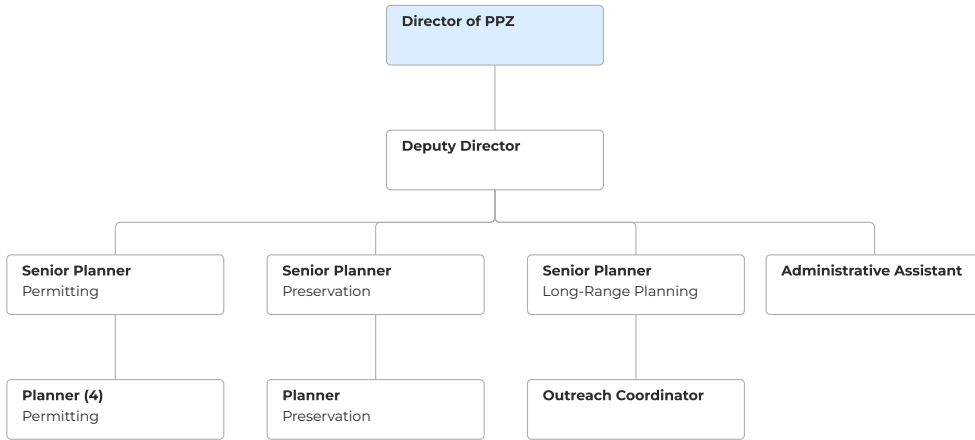 Director of PPZ
Deputy Director
Senior Planner
Permitting
Senior Planner
Preservation
Senior Planner
Long-Range Planning
Administrative Assistant
Planner (4)
Permitting
Planner
Preservation
Outreach Coordinator